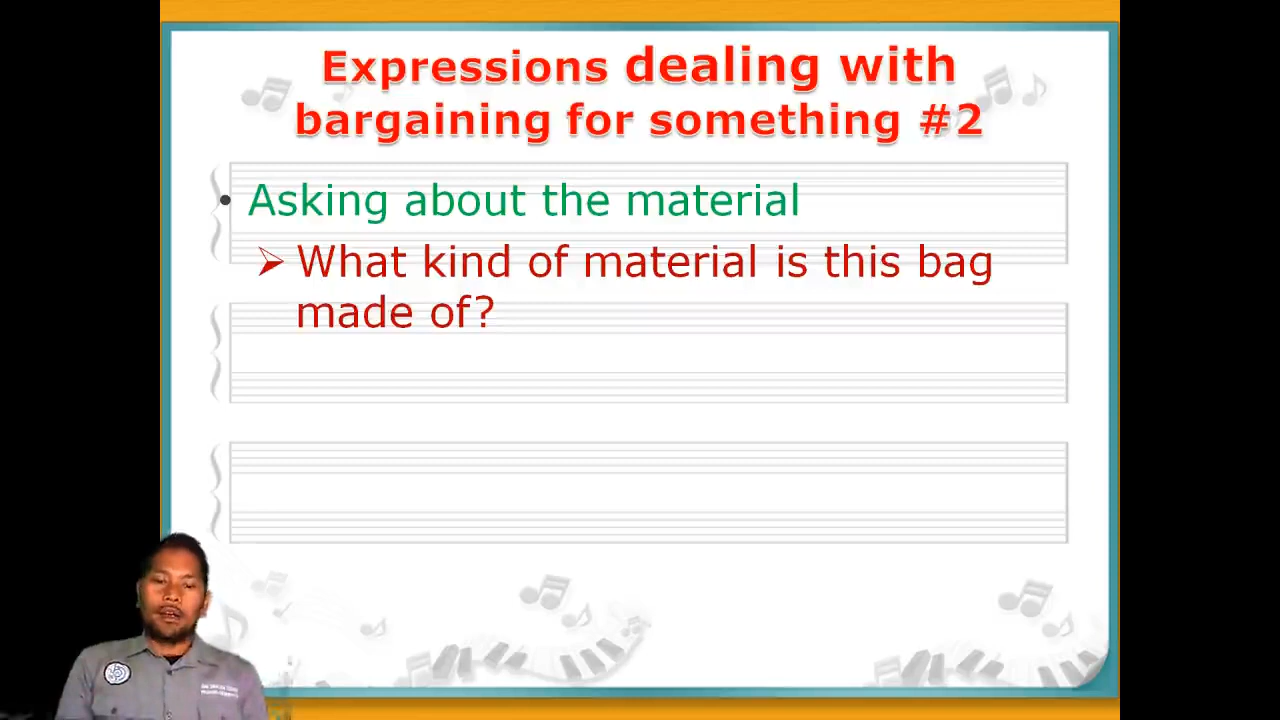 Expressions dealing with
bargaining for something #2
Asking about the material
What kind of material is this bag
made of?